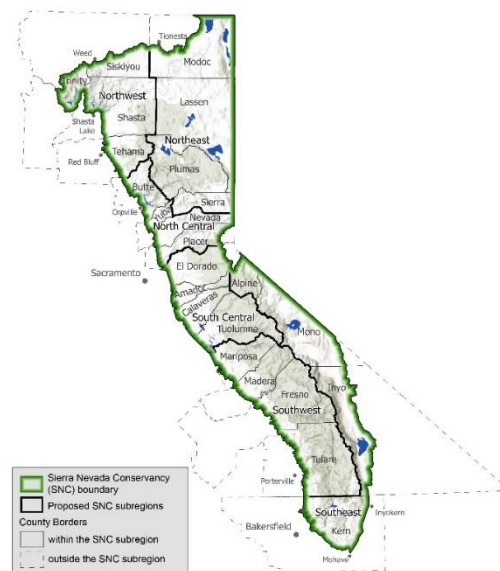 Tionesta
Weed
Siskiyou
Modoc
Trinity
Northwest
Lassen
Shasta
Lake
Shasta
Northeast
Red Bluff
Tehama
Plumas
Butte
Oroville
Sierra
Yuba
Nevada
North Central
Placer
Sacramento
El Dorado
Alpine
Amador
Calaveras
Mono
South Central
Tuolumne
Mariposa
Inyo
Madera
Fresno
Southwest
Tulare
Porterville
Southeast
Inyokern
Bakersfield
Kern
Mohave
Sierra Nevada Conservancy
(SNC) boundary
Proposed SNC subregions
County Borders
within the SNC subregion
outside the SNC subregion